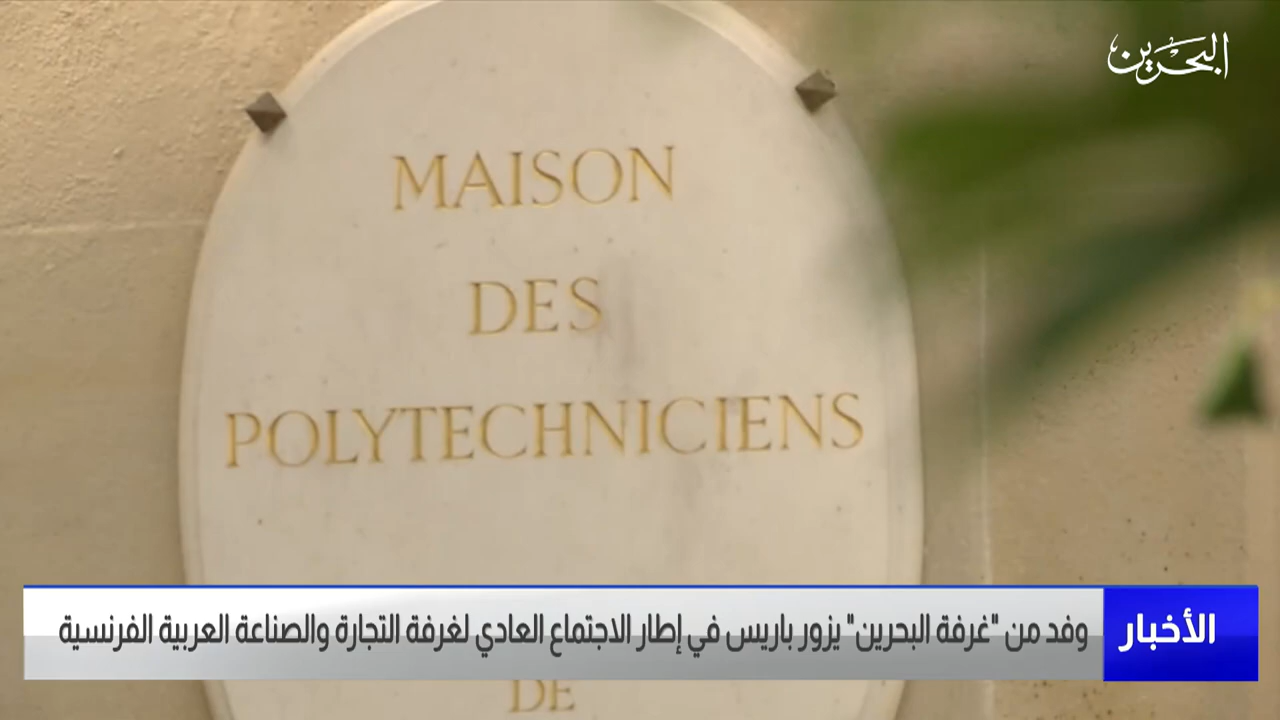 البحرين
MAISON
DES
POLYTECHNICIENS
DE
الأخبار
وفد من "غرفة البحرين" يزور باريس في إطار الاجتماع العادي لغرفة التجارة والصناعة العربية الفرنسية